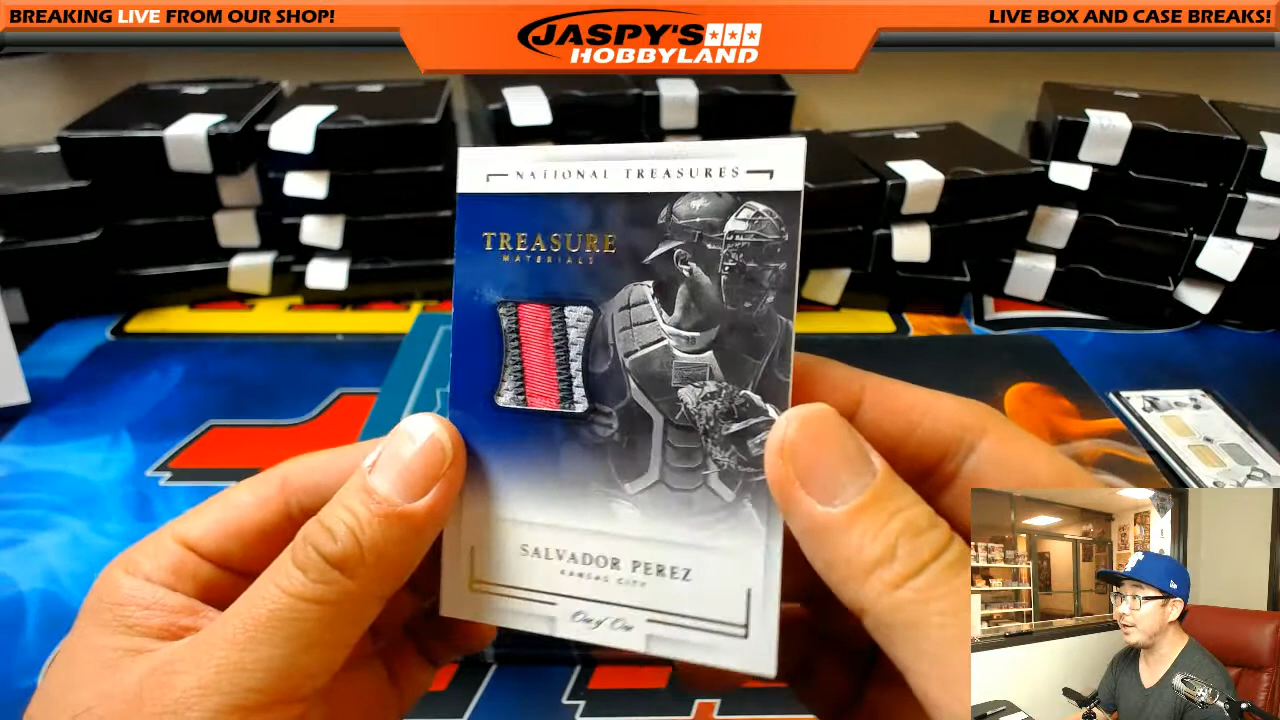 BREAKING LIVE FROM OUR SHOP!
JASPY'S
HOBBYLAND
LIVE BOX AND CASE BREAKS!
NATIONAL TREASURES
TREASURE
MATERIALS
SALVADOR PEREZ
KANSAS CITY
One of One